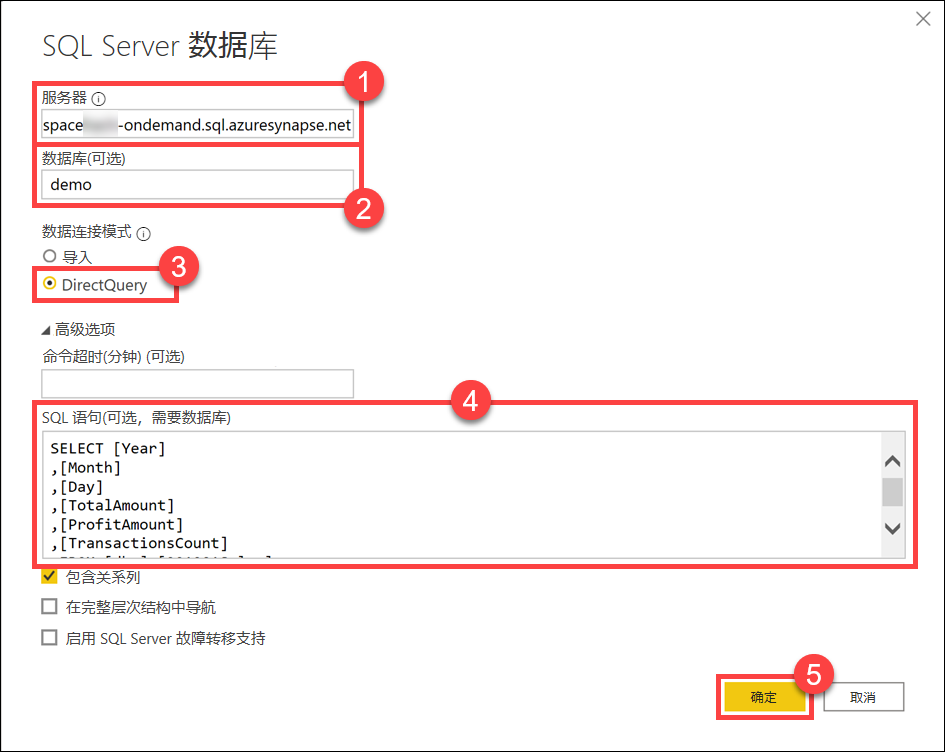 SQL Server 数据库
1
服务器
space -ondemand.sql.azuresynapse.net
数据库(可选)
demo
2
数据连接模式
导入
3
DirectQuery
高级选项
命令超时(分钟) (可选)
4
SQL 语句(可选，需要数据库)
SELECT [Year]
,[Month]
,[Day]
,[TotalAmount]
,[ProfitAmount]
,[TransactionsCount]
包含关系列
在完整层次结构中导航
启用 SQL Server 故障转移支持
5
确定
取消